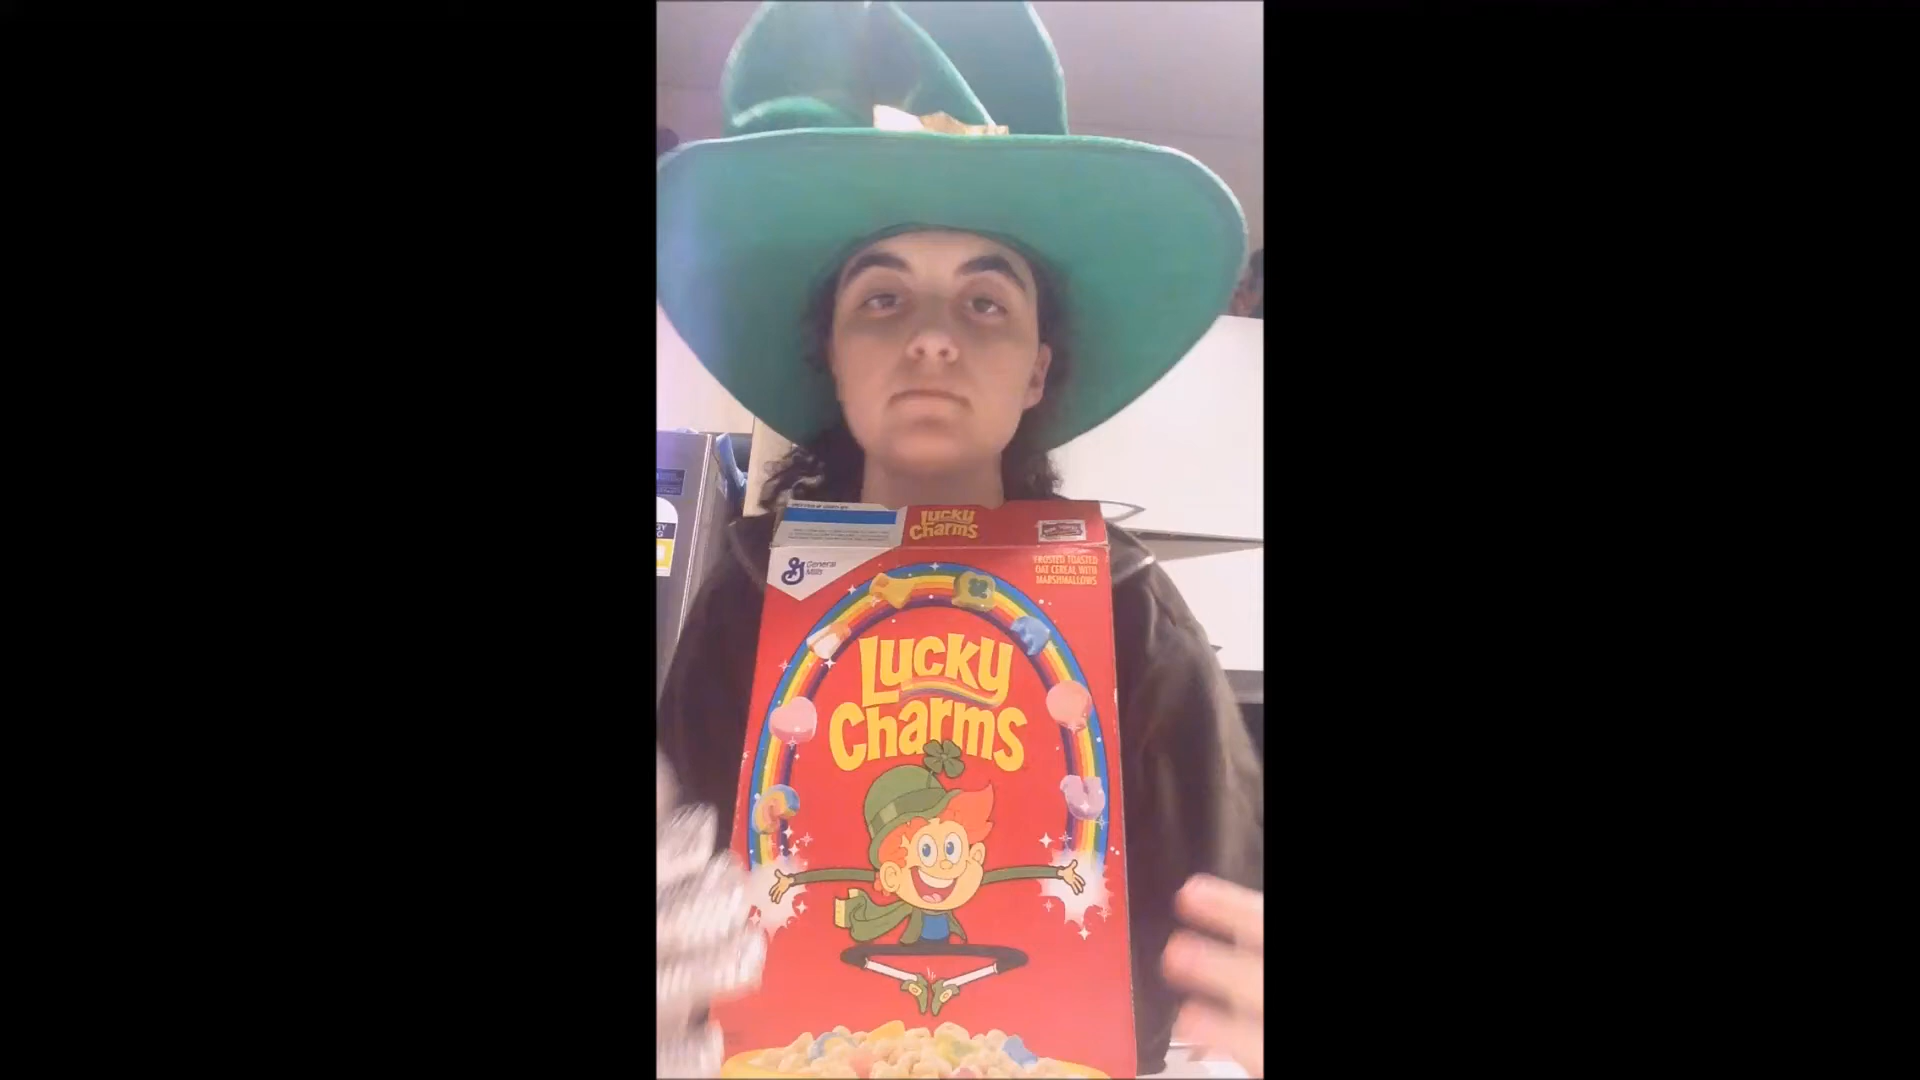 Lucky
Charms
General
Mills
FROSTED TOASTED
OAT CEREAL WITH
MARSHMALLOWS
Lucky
Charms